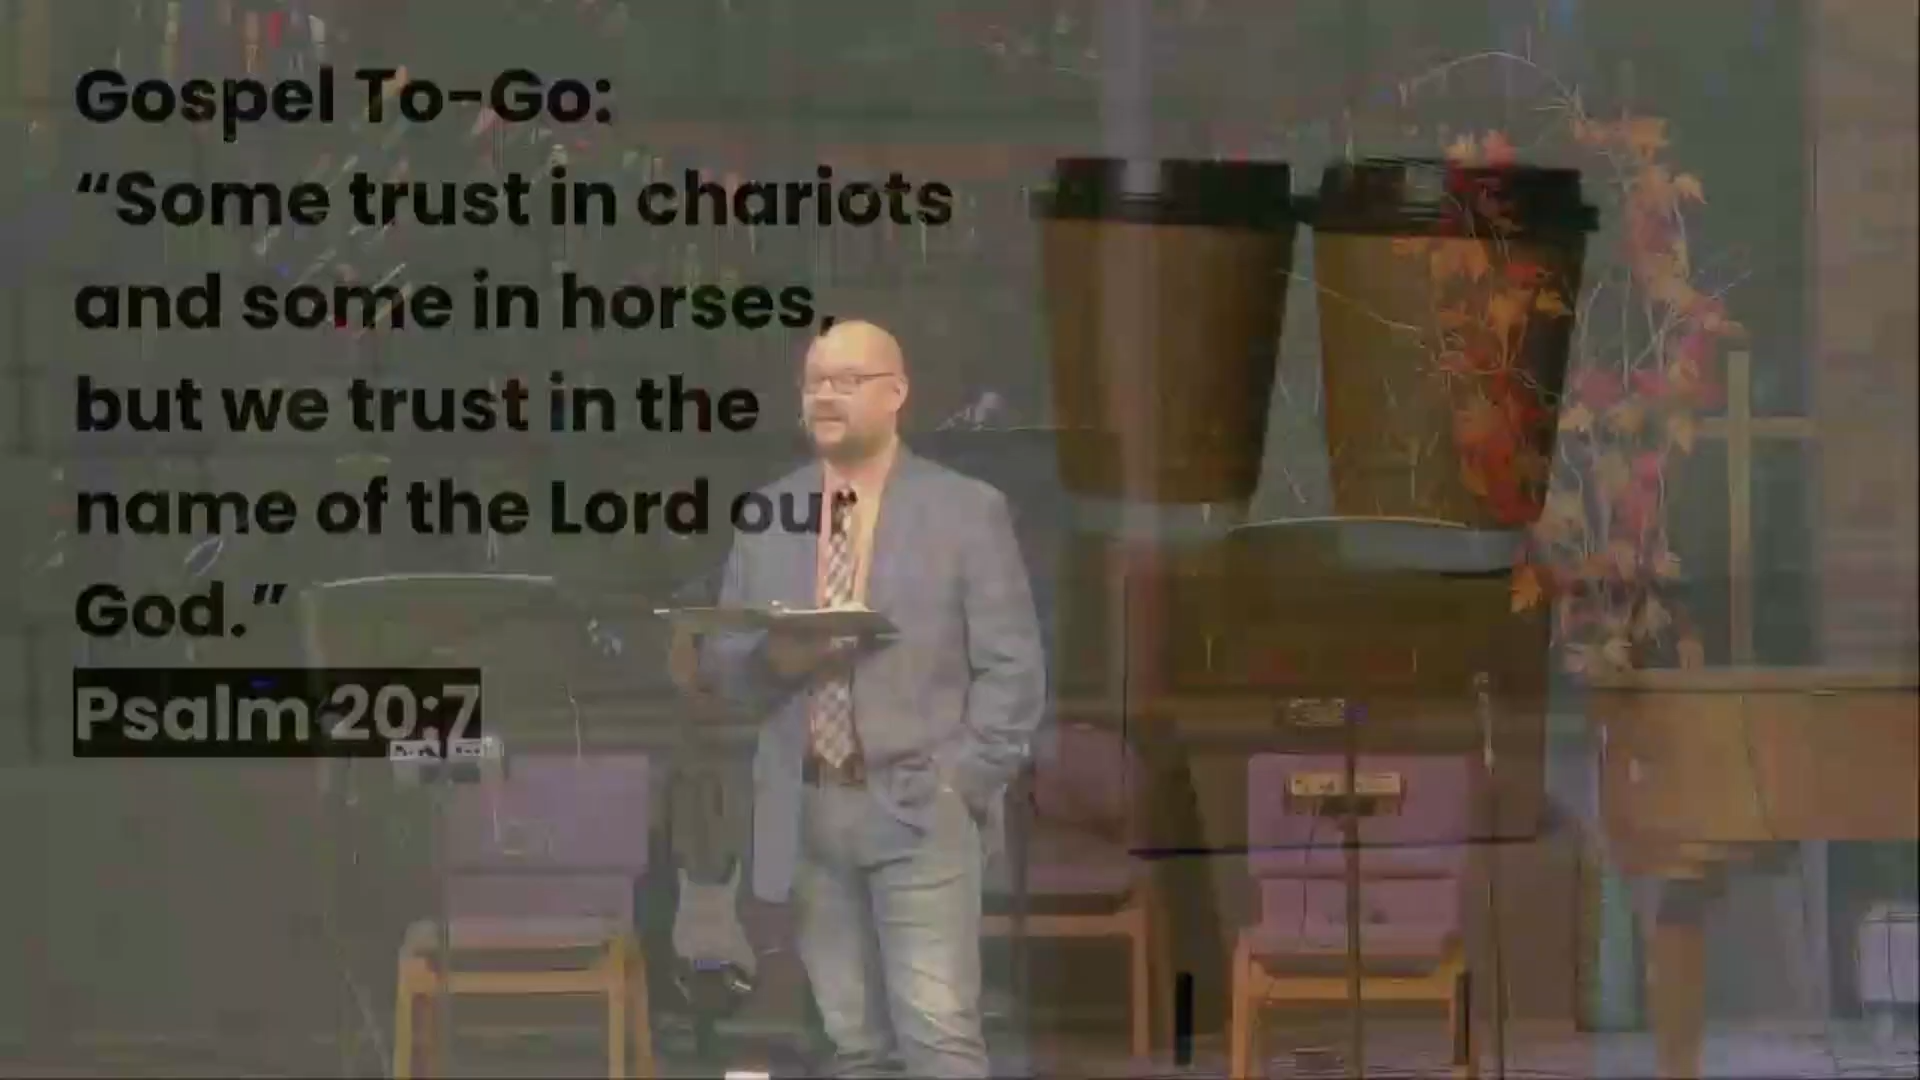 Gospel To-Go:
“Some trust in chariots
and some in horses,
but we trust in the
name of the Lord our
God.”
Psalm 20:7